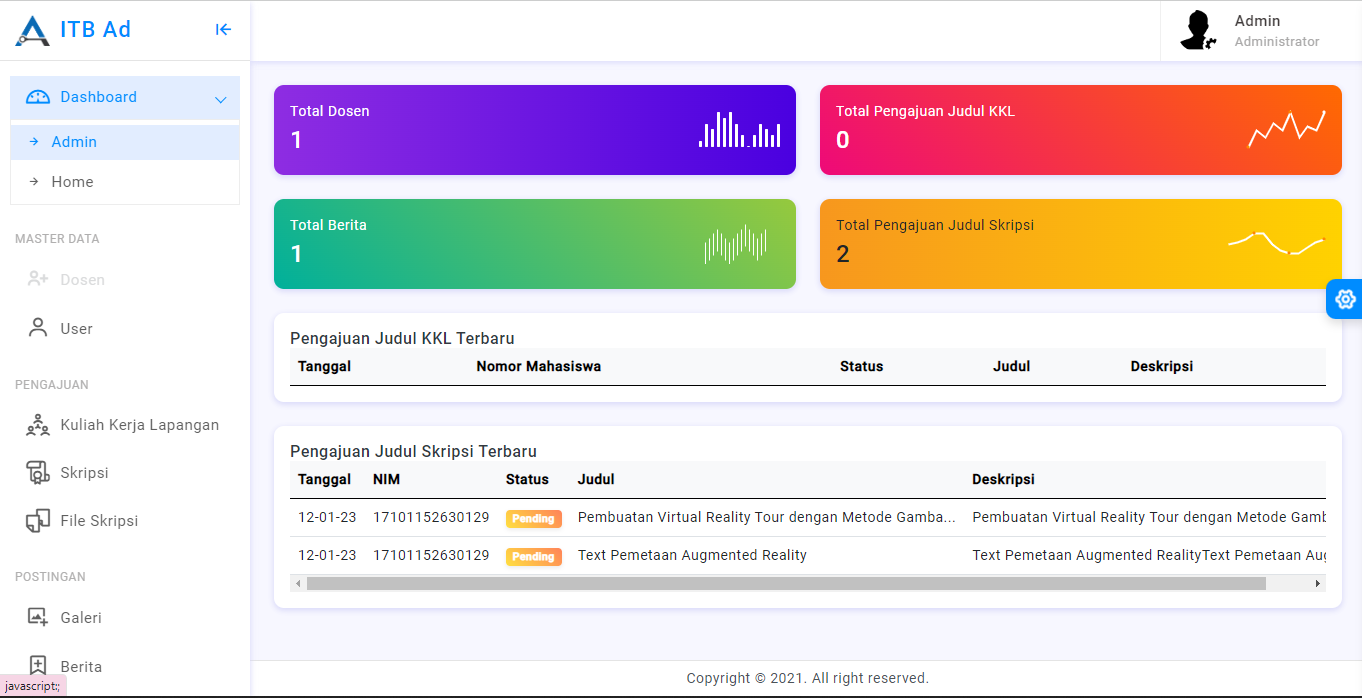 ITB Ad
Admin
Administrator
Dashboard
Admin
Home
MASTER DATA
Dosen
User
PENGAJUAN
Kuliah Kerja Lapangan
Skripsi
File Skripsi
POSTINGAN
Galeri
Berita
javascript:;
Total Dosen
1
Total Pengajuan Judul KKL
0
Total Berita
1
Total Pengajuan Judul Skripsi
2
Pengajuan Judul KKL Terbaru
Tanggal Nomor Mahasiswa Status Judul Deskripsi
Pengajuan Judul Skripsi Terbaru
Tanggal NIM Status Judul Deskripsi
12-01-23 17101152630129 Pending Pembuatan Virtual Reality Tour dengan Metode Gamba... Pembuatan Virtual Reality Tour dengan Metode Gamb
12-01-23 17101152630129 Pending Text Pemetaan Augmented Reality Text Pemetaan Augmented RealityText Pemetaan Aug
Copyright © 2021. All right reserved.